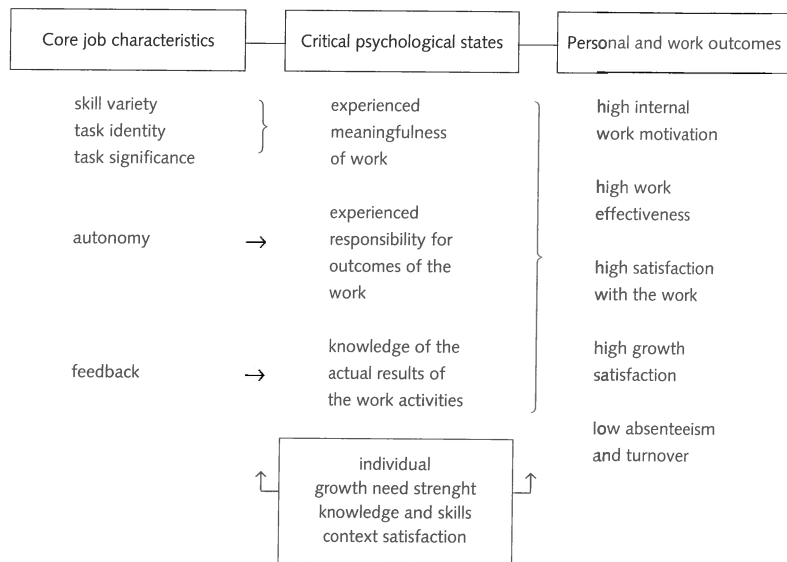 Core job characteristics
Critical psychological states
Personal and work outcomes
skill variety
task identity
task significance
experienced
meaningfulness
of work
high internal
work motivation
high work
effectiveness
autonomy
→
experienced
responsibility for
outcomes of the
work
high satisfaction
with the work
feedback
→
knowledge of the
actual results of
the work activities
high growth
satisfaction
low absenteeism
and turnover
individual
growth need strenght
knowledge and skills
context satisfaction